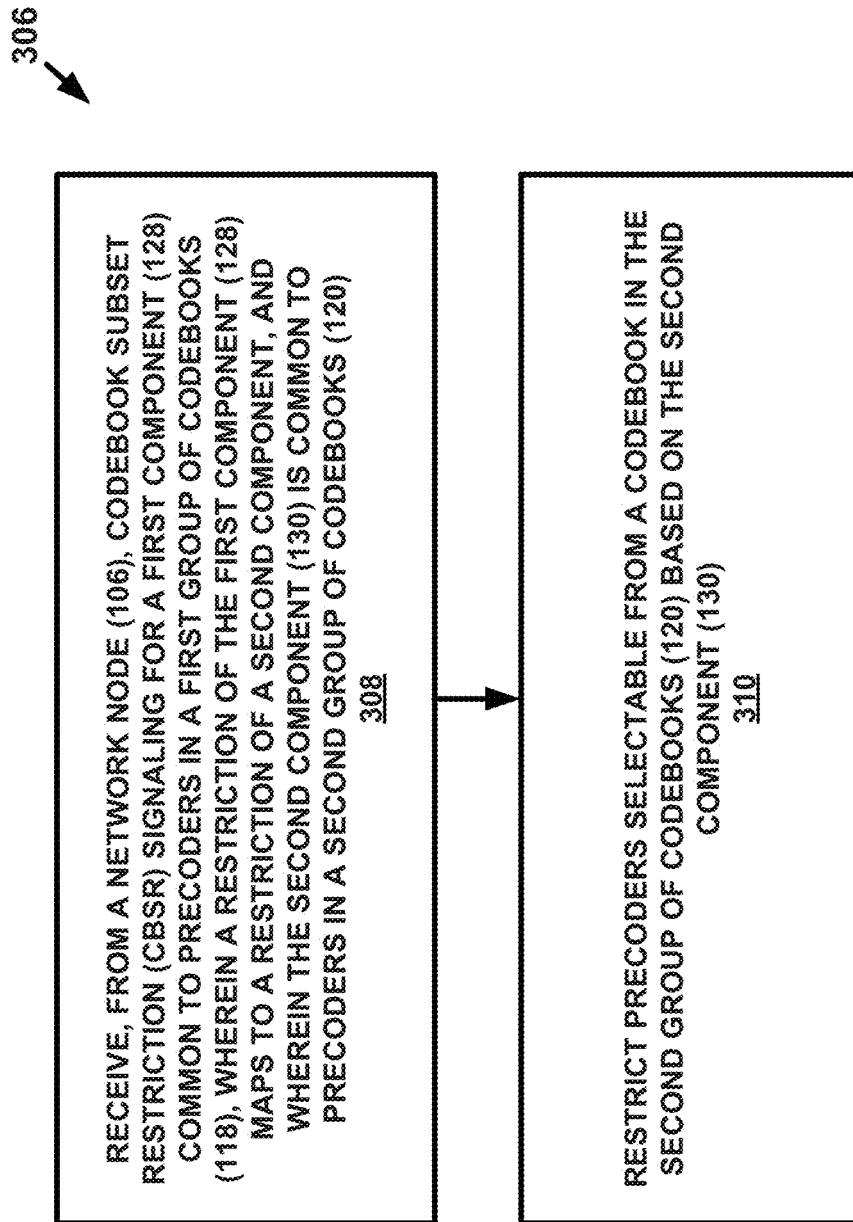 306
RECEIVE, FROM A NETWORK NODE (106), CODEBOOK SUBSET
RESTRICTION (CBSR) SIGNALING FOR A FIRST COMPONENT (128)
COMMON TO PRECODERS IN A FIRST GROUP OF CODEBOOKS
(118), WHEREIN A RESTRICTION OF THE FIRST COMPONENT (128)
MAPS TO A RESTRICTION OF A SECOND COMPONENT, AND
WHEREIN THE SECOND COMPONENT (130) IS COMMON TO
PRECODERS IN A SECOND GROUP OF CODEBOOKS (120)
308
RESTRICT PRECODERS SELECTABLE FROM A CODEBOOK IN THE
SECOND GROUP OF CODEBOOKS (120) BASED ON THE SECOND
COMPONENT (130)
310